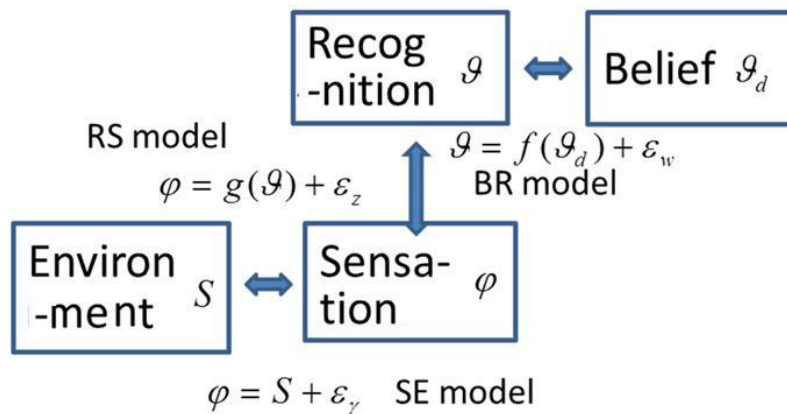 Recog
-nition ϑ
Belief ϑ_d
RS model
ϑ = f(ϑ_d) + ε_w
φ = g(ϑ) + ε_z
BR model
Environ
-ment S
Sensa-
tion φ
φ = S + ε_γ SE model